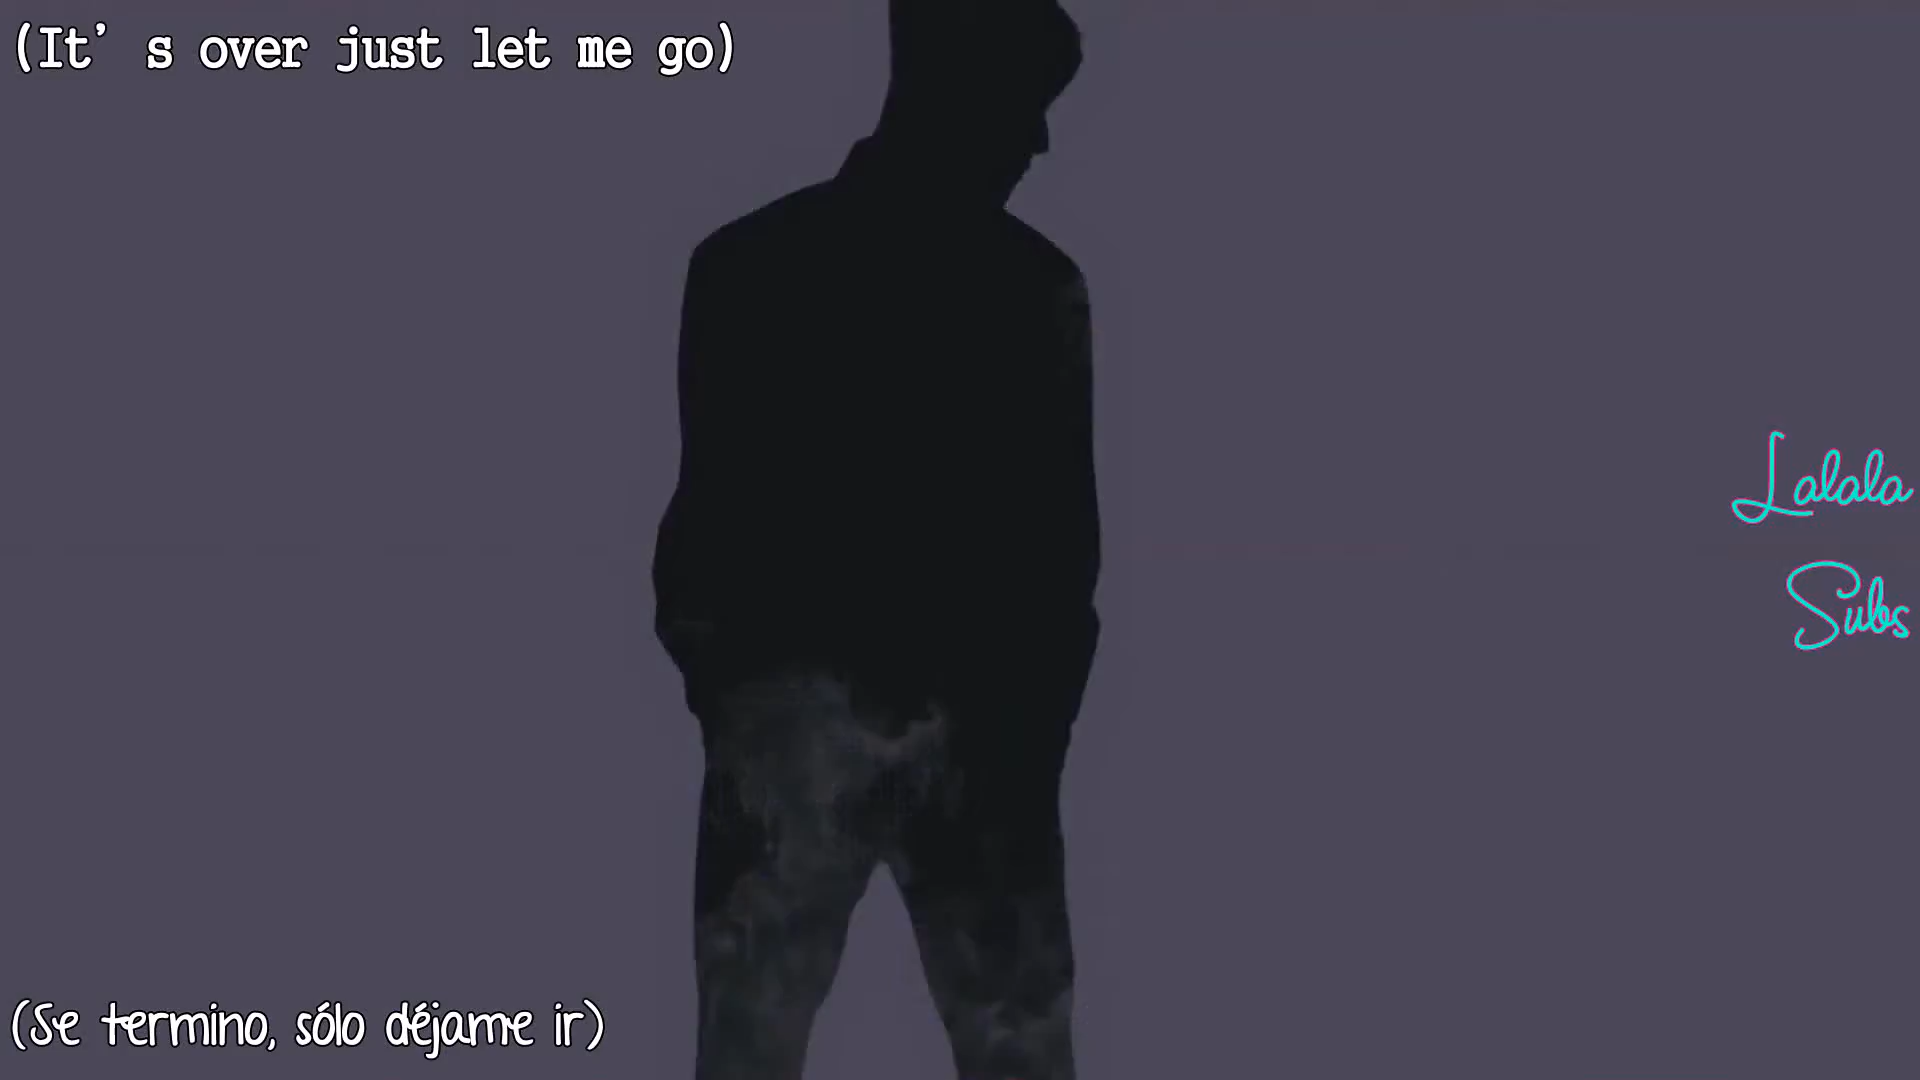 (It’s over just let me go)
Lalala
Subs
(Se termino, sólo déjame ir)